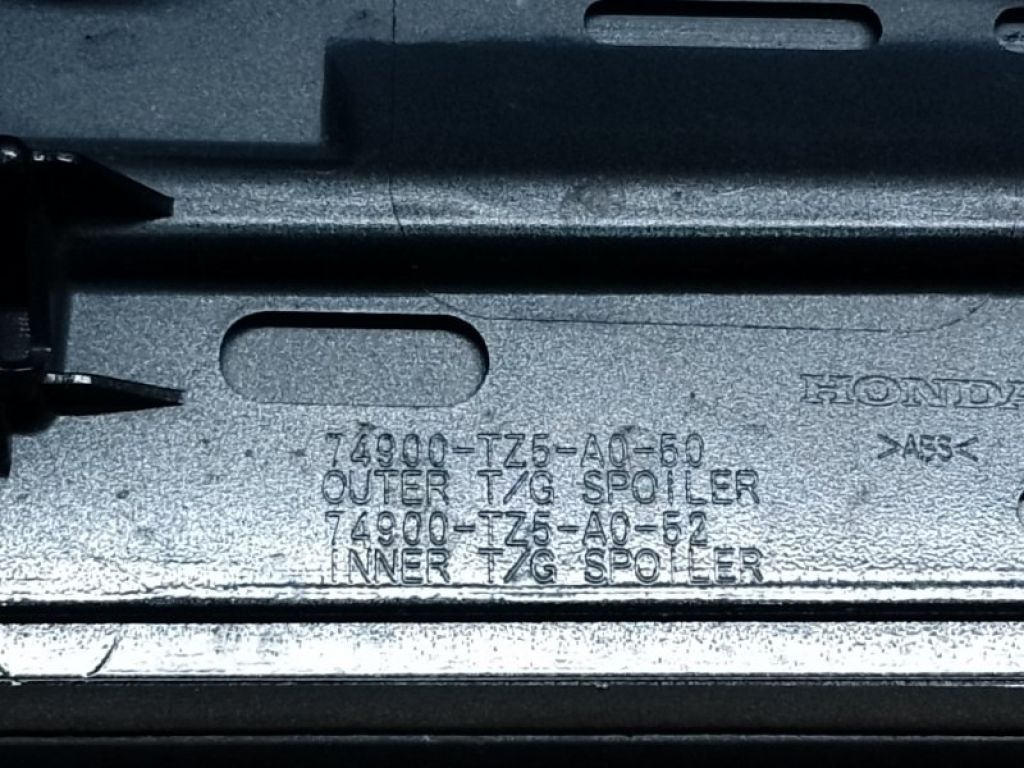 HONDA
>ABS<
74900-TZ5-A0-50
OUTER T/G SPOILER
74900-TZ5-A0-52
INNER T/G SPOILER